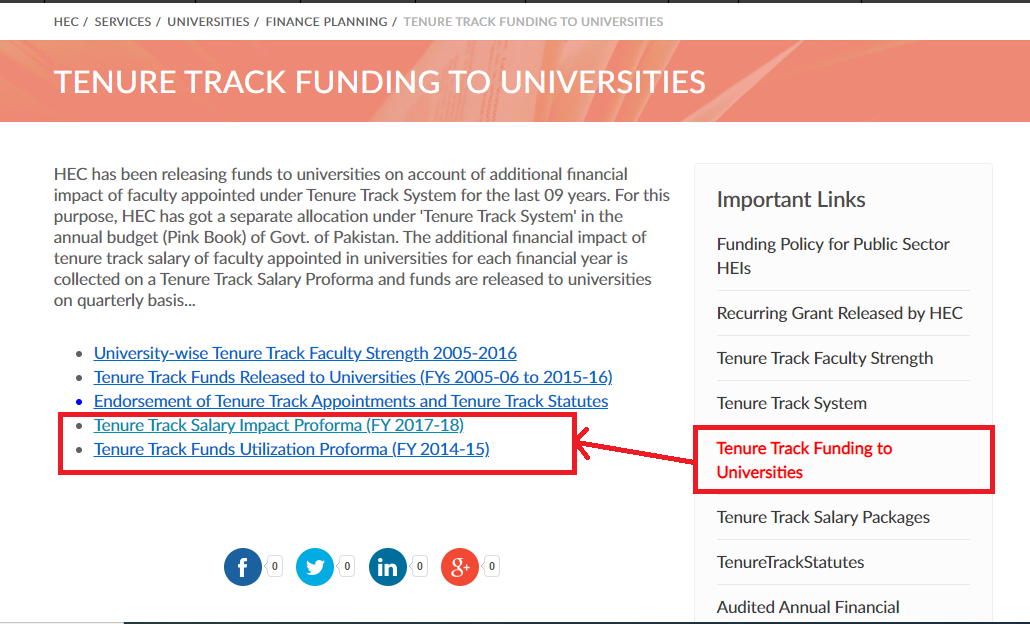 HEC / SERVICES / UNIVERSITIES / FINANCE PLANNING / TENURE TRACK FUNDING TO UNIVERSITIES
TENURE TRACK FUNDING TO UNIVERSITIES
HEC has been releasing funds to universities on account of additional financial
impact of faculty appointed under Tenure Track System for the last 09 years. For this
purpose, HEC has got a separate allocation under 'Tenure Track System' in the
annual budget (Pink Book) of Govt. of Pakistan. The additional financial impact of
tenure track salary of faculty appointed in universities for each financial year is
collected on a Tenure Track Salary Proforma and funds are released to universities
on quarterly basis...
University-wise Tenure Track Faculty Strength 2005-2016
Tenure Track Funds Released to Universities (FYs 2005-06 to 2015-16)
Endorsement of Tenure Track Appointments and Tenure Track Statutes
Tenure Track Salary Impact Proforma (FY 2017-18)
Tenure Track Funds Utilization Proforma (FY 2014-15)
f 0 0 in 0 g+ 0
Important Links
Funding Policy for Public Sector
HEIs
Recurring Grant Released by HEC
Tenure Track Faculty Strength
Tenure Track System
Tenure Track Funding to
Universities
Tenure Track Salary Packages
TenureTrackStatutes
Audited Annual Financial